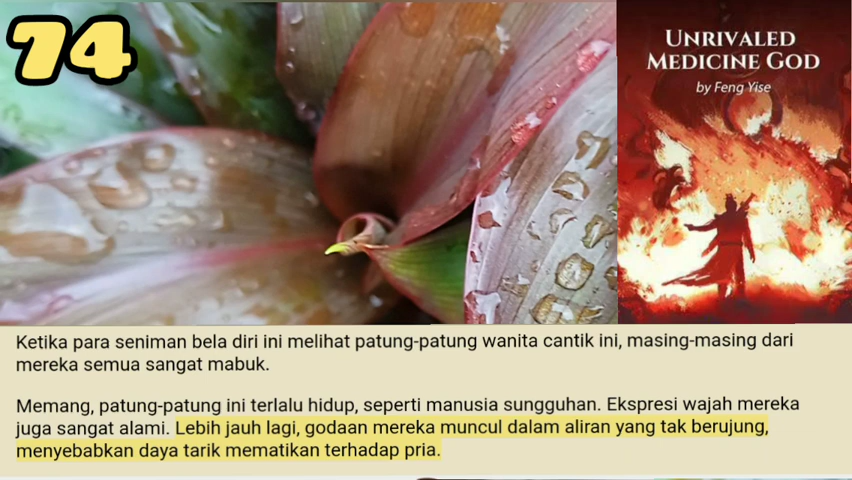 74
UNRIVALED
MEDICINE GOD
by Feng Yise
Ketika para seniman bela diri ini melihat patung-patung wanita cantik ini, masing-masing dari
mereka semua sangat mabuk.
Memang, patung-patung ini terlalu hidup, seperti manusia sungguhan. Ekspresi wajah mereka
juga sangat alami. Lebih jauh lagi, godaan mereka muncul dalam aliran yang tak berujung,
menyebabkan daya tarik mematikan terhadap pria.